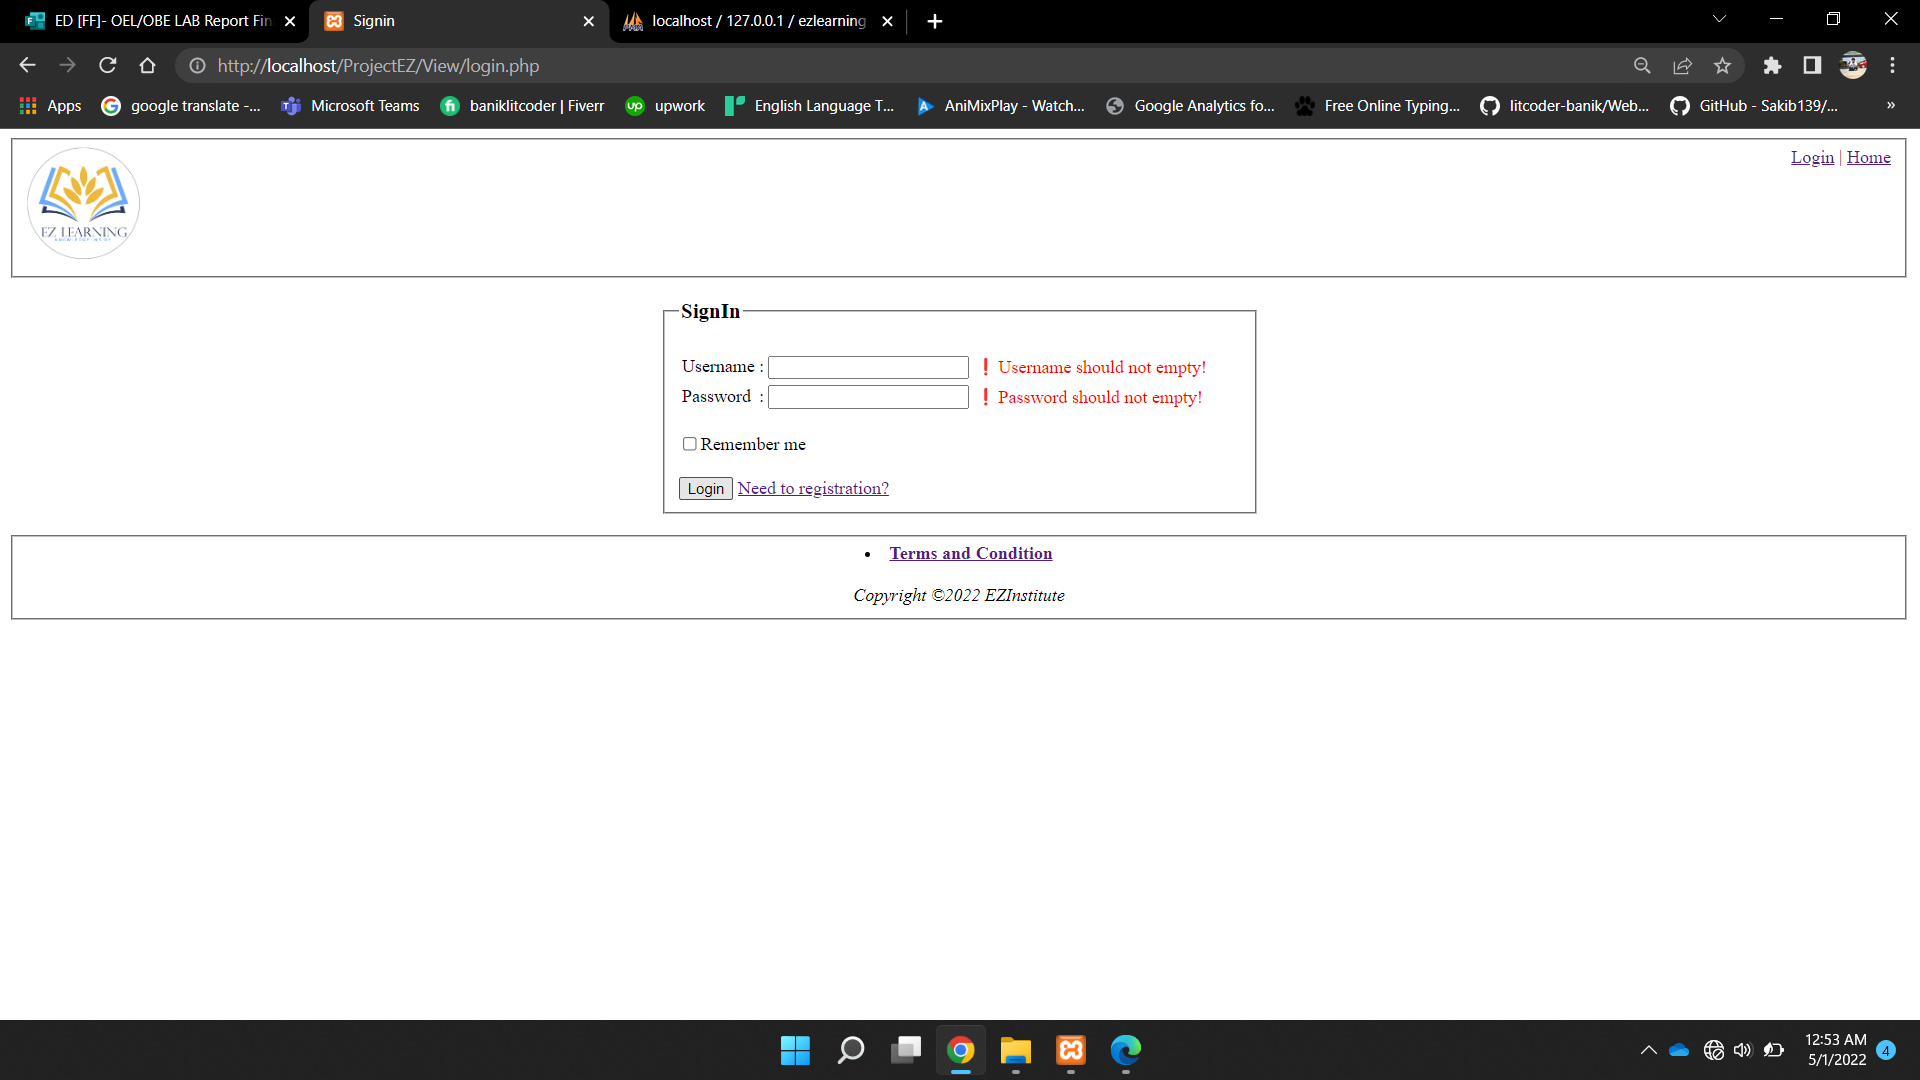 ED [FF]- OEL/OBE LAB Report Fin
Signin
localhost / 127.0.0.1 / ezlearning
http://localhost/ProjectEZ/View/login.php
Apps
google translate -...
Microsoft Teams
baniklitcoder | Fiverr
upwork
English Language T...
AniMixPlay - Watch...
Google Analytics fo...
Free Online Typing...
litcoder-banik/Web...
GitHub - Sakib139/...
»
EZ LEARNING
KNOWLEDGE INSIDE
Login | Home
SignIn
Username : ❗ Username should not empty!
Password : ❗ Password should not empty!
Remember me
Login Need to registration?
• Terms and Condition
Copyright ©2022 EZInstitute
12:53 AM
5/1/2022
4